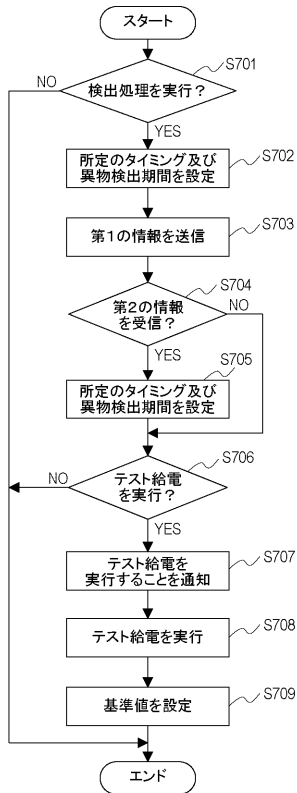 スタート
S701
検出処理を実行？
NO
YES
S702
所定のタイミング及び
異物検出期間を設定
S703
第１の情報を送信
S704
第２の情報
を受信？
NO
YES
S705
所定のタイミング及び
異物検出期間を設定
S706
テスト給電
を実行？
NO
YES
S707
テスト給電を
実行することを通知
S708
テスト給電を実行
S709
基準値を設定
エンド